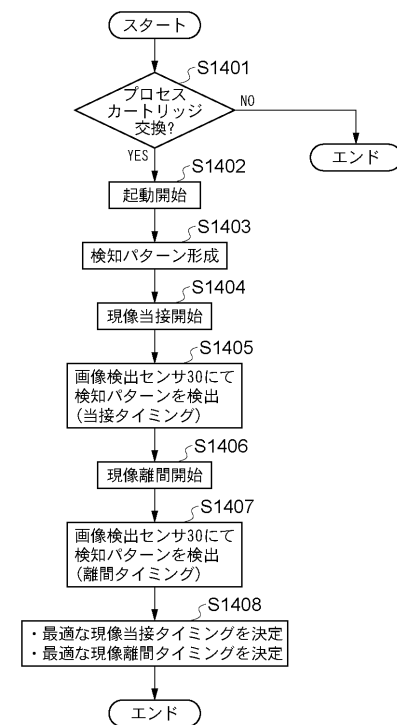 スタート
S1401
プロセス
カートリッジ
交換?
NO
エンド
YES
S1402
起動開始
S1403
検知パターン形成
S1404
現像当接開始
S1405
画像検出センサ30にて
検知パターンを検出
(当接タイミング)
S1406
現像離間開始
S1407
画像検出センサ30にて
検知パターンを検出
(離間タイミング)
S1408
・最適な現像当接タイミングを決定
・最適な現像離間タイミングを決定
エンド